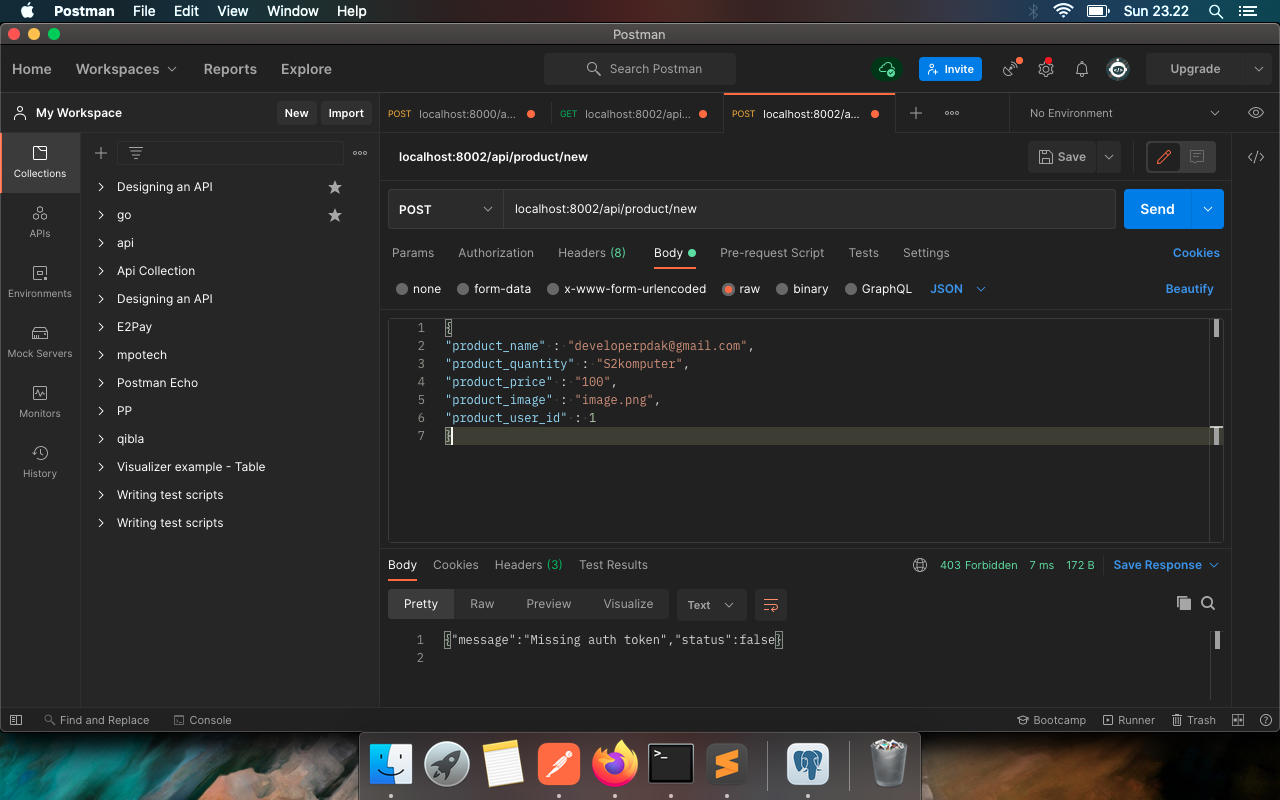 Postman File Edit View Window Help Sun 23.22
Postman
Home Workspaces Reports Explore Search Postman Invite Upgrade
My Workspace New Import
POST localhost:8000/a... GET localhost:8002/api... POST localhost:8002/a... No Environment
Collections
APIs
Environments
Mock Servers
Monitors
History
Designing an API
go
api
Api Collection
Designing an API
E2Pay
mpotech
Postman Echo
PP
qibla
Visualizer example - Table
Writing test scripts
Writing test scripts
localhost:8002/api/product/new Save
POST localhost:8002/api/product/new Send
Params Authorization Headers (8) Body Pre-request Script Tests Settings Cookies
none form-data x-www-form-urlencoded raw binary GraphQL JSON Beautify
1 {
2 "product_name" : "developerpdak@gmail.com",
3 "product_quantity" : "S2komputer",
4 "product_price" : "100",
5 "product_image" : "image.png",
6 "product_user_id" : 1
7 }
Body Cookies Headers (3) Test Results 403 Forbidden 7 ms 172 B Save Response
Pretty Raw Preview Visualize Text
1 {"message":"Missing auth token","status":false}
2
Find and Replace Console Bootcamp Runner Trash